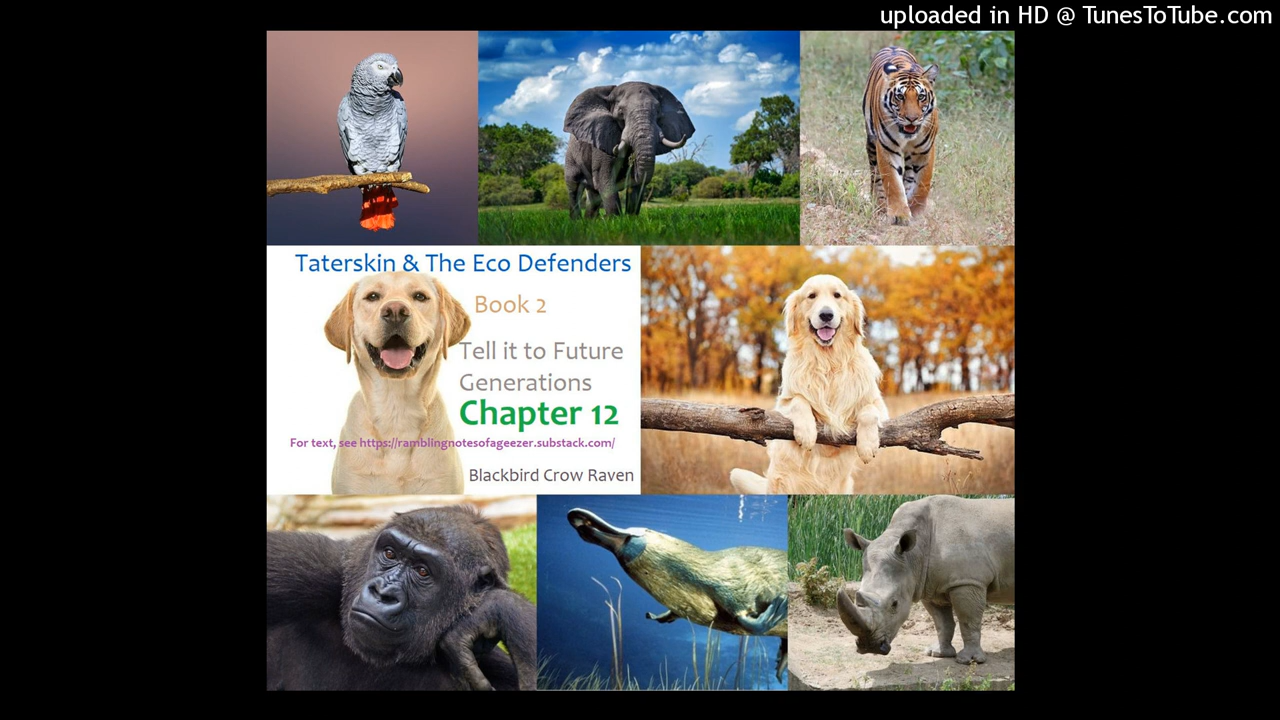 uploaded in HD @ TunesToTube.com
Taterskin & The Eco Defenders
Book 2
Tell it to Future
Generations
Chapter 12
For text, see https://ramblingnotesofageezer.substack.com/
Blackbird Crow Raven